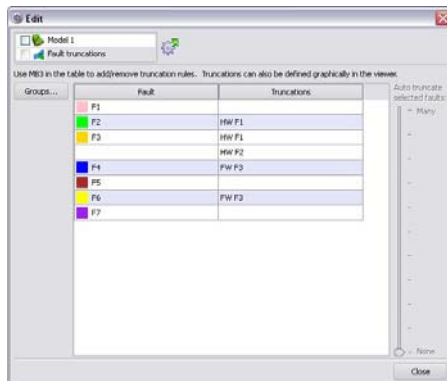 Edit
Model 1
Fault truncations
Use MB3 in the table to add/remove truncation rules. Truncations can also be defined graphically in the viewer.
Groups...
Fault Truncations
Auto truncate selected faults:
F1
F2 HW F1
F3 HW F1
HW F2
F4 FW F3
F5
F6 FW F3
F7
Many
None
Close